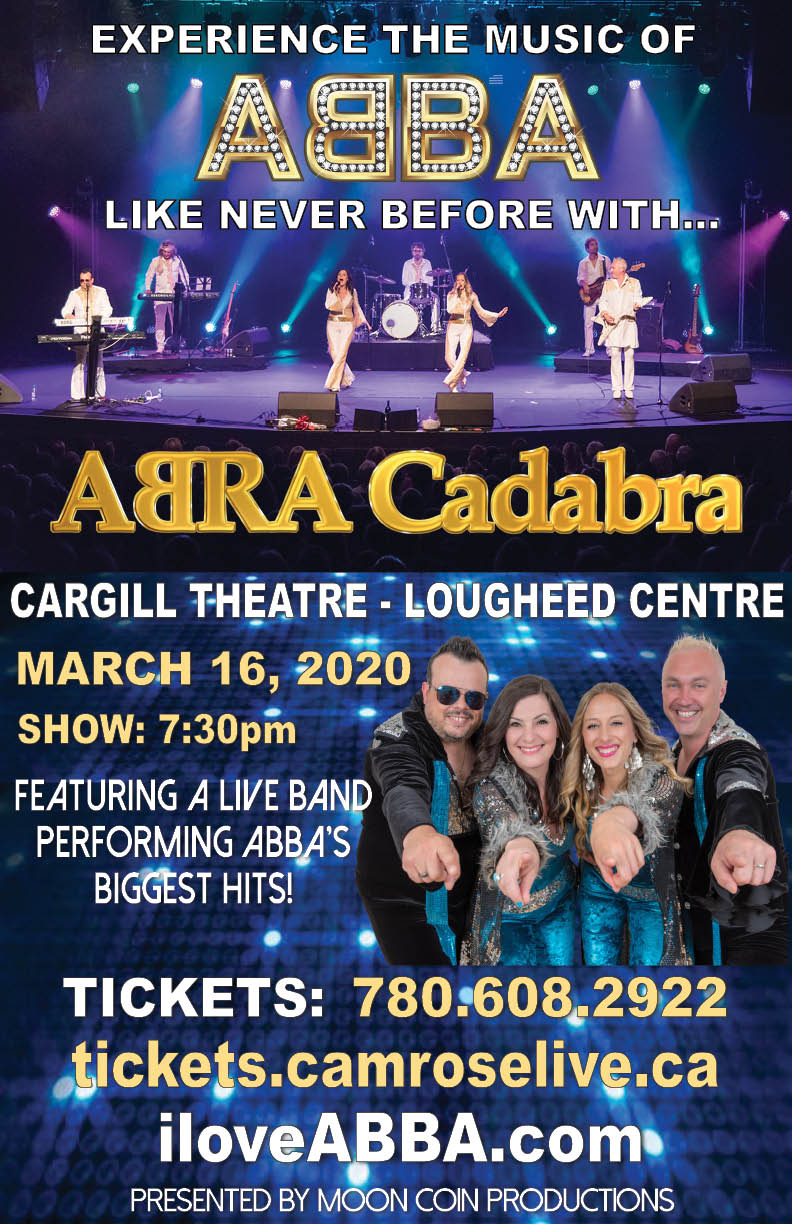 EXPERIENCE THE MUSIC OF
ABBA
LIKE NEVER BEFORE WITH...
ABRA Cadabra
CARGILL THEATRE - LOUGHEED CENTRE
MARCH 16, 2020
SHOW: 7:30pm
FEATURING A LIVE BAND
PERFORMING ABBA'S
BIGGEST HITS!
TICKETS: 780.608.2922
tickets.camroselive.ca
iloveABBA.com
PRESENTED BY MOON COIN PRODUCTIONS